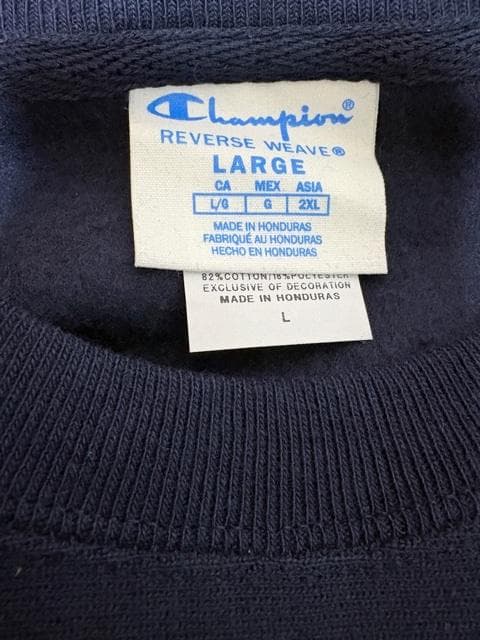 Champion®
REVERSE WEAVE®
LARGE
CA MEX ASIA
L/G G 2XL
MADE IN HONDURAS
FABRIQUÉ AU HONDURAS
HECHO EN HONDURAS
82%COTTON/18%POLYESTER
EXCLUSIVE OF DECORATION
MADE IN HONDURAS
L